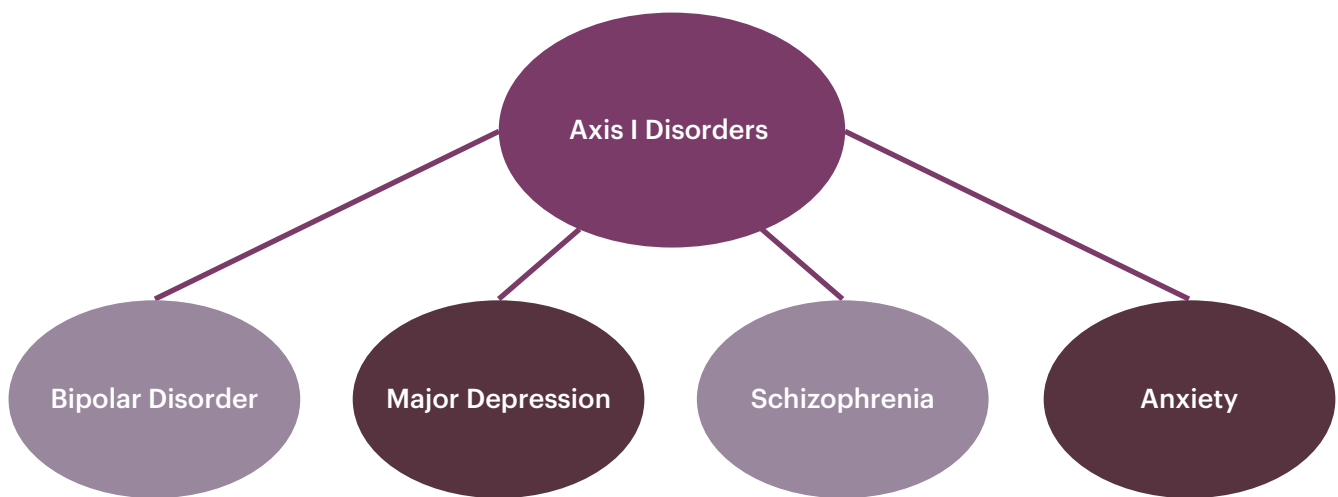 Axis I Disorders
Bipolar Disorder
Major Depression
Schizophrenia
Anxiety